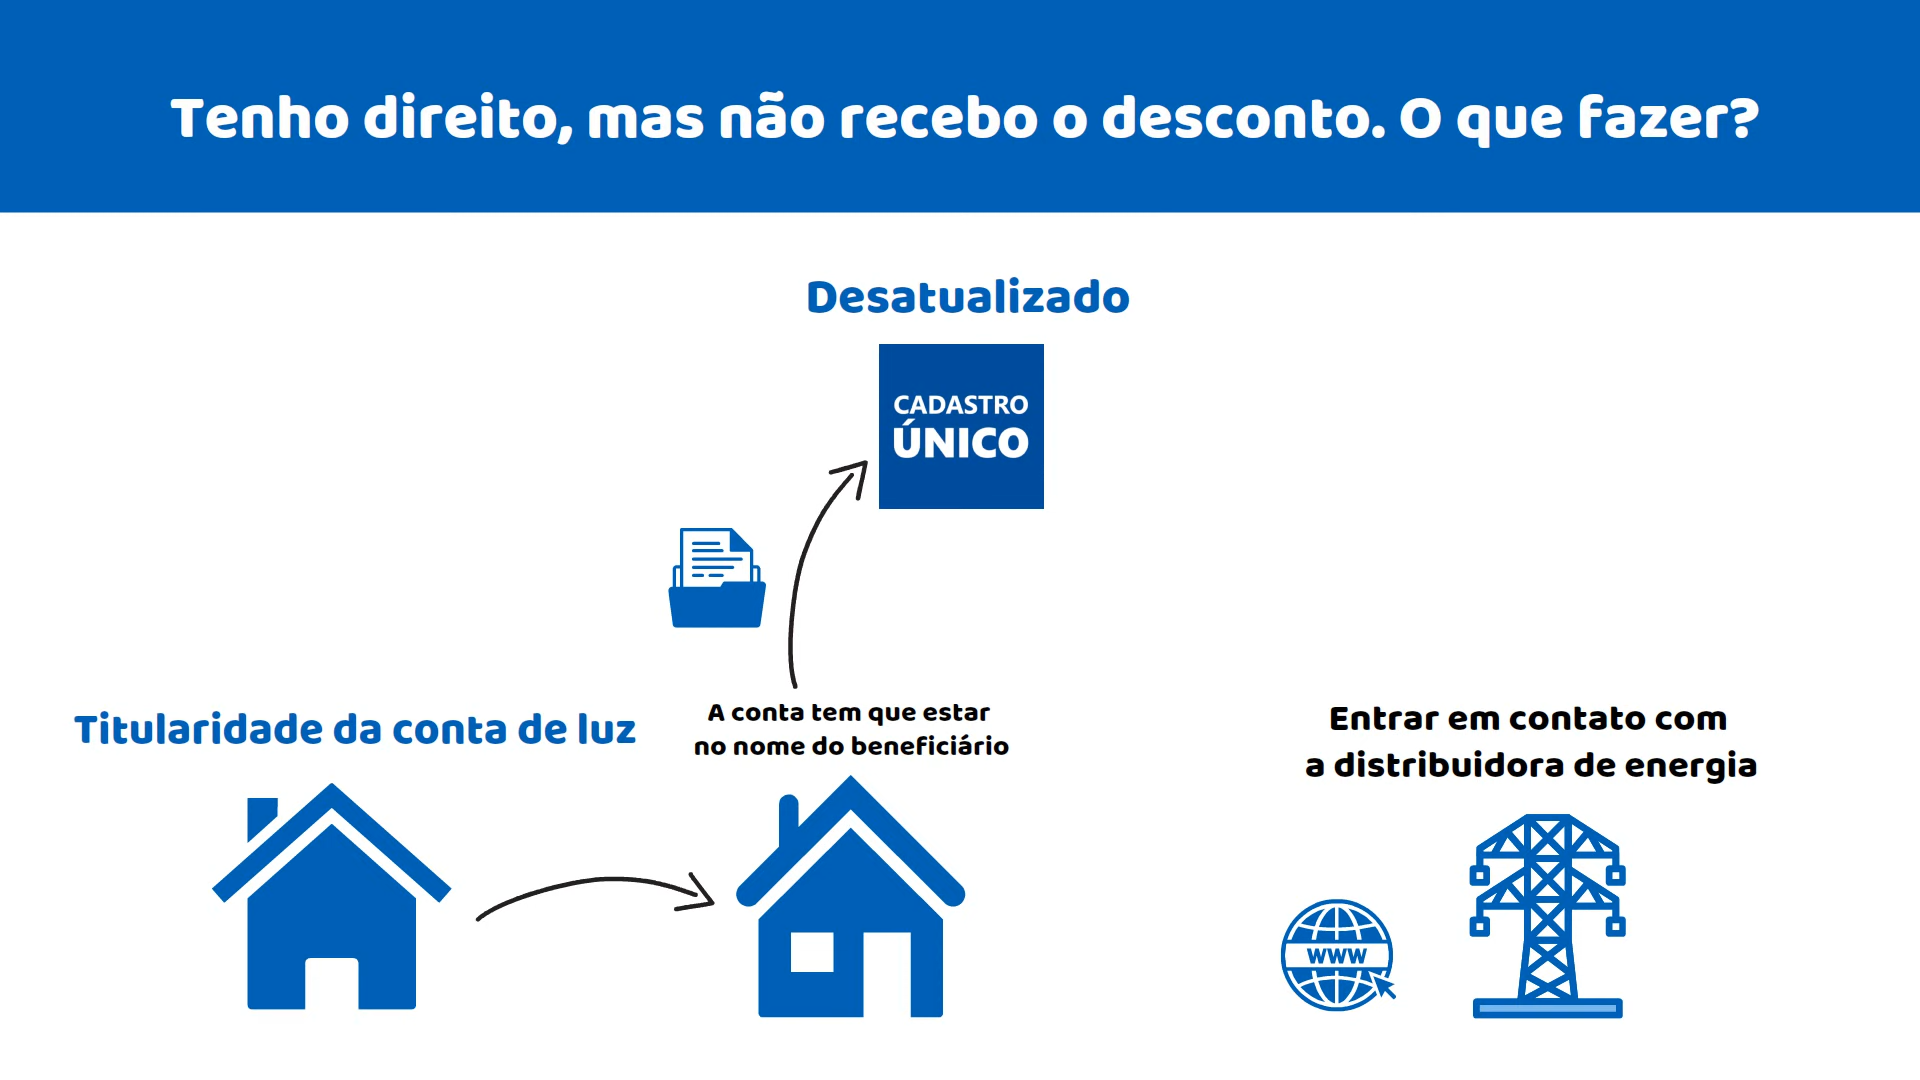 Tenho direito, mas não recebo o desconto. O que fazer?
Desatualizado
CADASTRO
ÚNICO
Titularidade da conta de luz
A conta tem que estar
no nome do beneficiário
Entrar em contato com
a distribuidora de energia
WWW